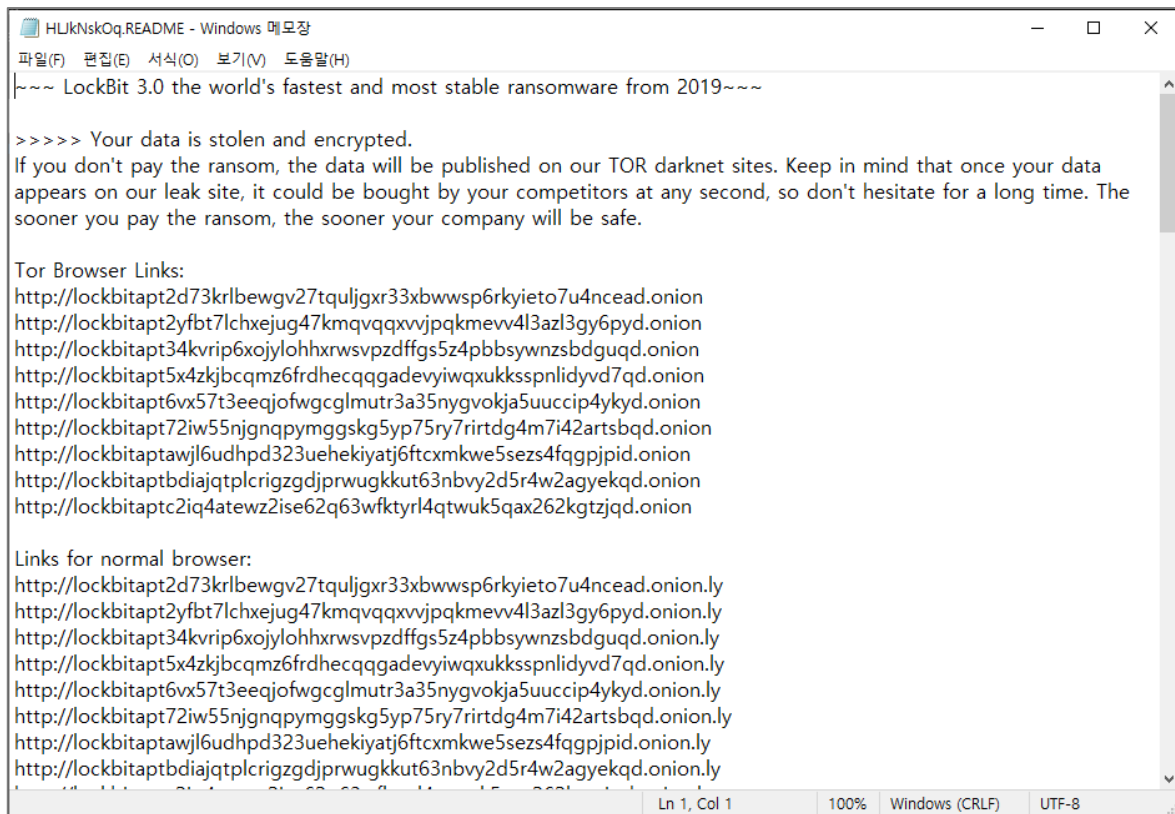 HLJkNskOq.README - Windows 메모장
파일(F) 편집(E) 서식(O) 보기(V) 도움말(H)
~~~ LockBit 3.0 the world's fastest and most stable ransomware from 2019~~~
>>>>> Your data is stolen and encrypted.
If you don't pay the ransom, the data will be published on our TOR darknet sites. Keep in mind that once your data
appears on our leak site, it could be bought by your competitors at any second, so don't hesitate for a long time. The
sooner you pay the ransom, the sooner your company will be safe.
Tor Browser Links:
http://lockbitapt2d73krlbewgv27tquljgxr33xbwwsp6rkyieto7u4ncead.onion
http://lockbitapt2yfbt7lchxejug47kmqvqqxvvjpqkmevv4l3azl3gy6pyd.onion
http://lockbitapt34kvrip6xojylohhxrwsvpzdffgs5z4pbbsywnzsbdguqd.onion
http://lockbitapt5x4zkjbcqmz6frdhecqqgadevyiwqxukksspnlidyvd7qd.onion
http://lockbitapt6vx57t3eeqjofwgcglmutr3a35nygvokja5uuccip4ykyd.onion
http://lockbitapt72iw55njgnqpymggskg5yp75ry7rirtdg4m7i42artsbqd.onion
http://lockbitaptawjl6udhpd323uehekiyatj6ftcxmkwe5sezs4fqgpjpid.onion
http://lockbitaptbdiajqtplcrigzgdjprwugkkut63nbvy2d5r4w2agyekqd.onion
http://lockbitaptc2iq4atewz2ise62q63wfktyrl4qtwuk5qax262kgtzjqd.onion
Links for normal browser:
http://lockbitapt2d73krlbewgv27tquljgxr33xbwwsp6rkyieto7u4ncead.onion.ly
http://lockbitapt2yfbt7lchxejug47kmqvqqxvvjpqkmevv4l3azl3gy6pyd.onion.ly
http://lockbitapt34kvrip6xojylohhxrwsvpzdffgs5z4pbbsywnzsbdguqd.onion.ly
http://lockbitapt5x4zkjbcqmz6frdhecqqgadevyiwqxukksspnlidyvd7qd.onion.ly
http://lockbitapt6vx57t3eeqjofwgcglmutr3a35nygvokja5uuccip4ykyd.onion.ly
http://lockbitapt72iw55njgnqpymggskg5yp75ry7rirtdg4m7i42artsbqd.onion.ly
http://lockbitaptawjl6udhpd323uehekiyatj6ftcxmkwe5sezs4fqgpjpid.onion.ly
http://lockbitaptbdiajqtplcrigzgdjprwugkkut63nbvy2d5r4w2agyekqd.onion.ly
Ln 1, Col 1 100% Windows (CRLF) UTF-8